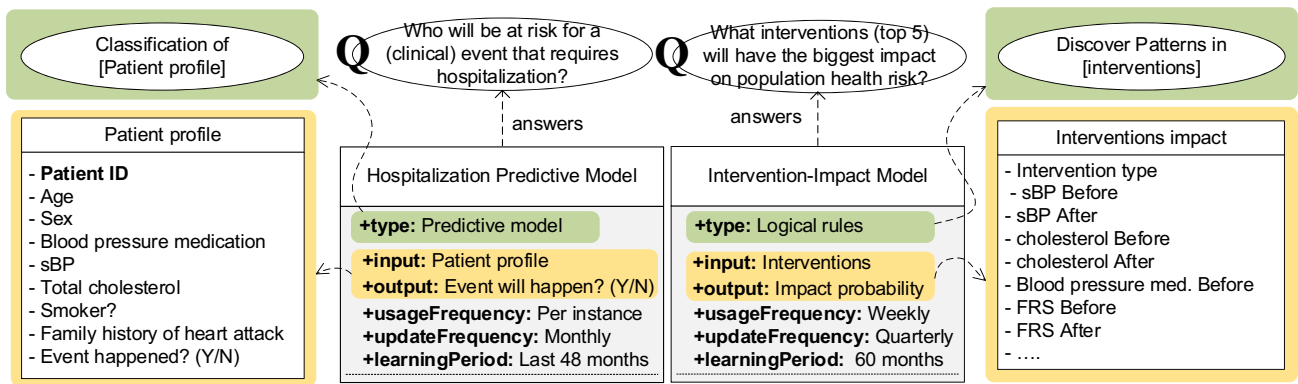 Classification of
[Patient profile]
Q
Who will be at risk for a
(clinical) event that requires
hospitalization?
Q
What interventions (top 5)
will have the biggest impact
on population health risk?
Discover Patterns in
[interventions]
answers
answers
Patient profile
- Patient ID
- Age
- Sex
- Blood pressure medication
- sBP
- Total cholesterol
- Smoker?
- Family history of heart attack
- Event happened? (Y/N)
Hospitalization Predictive Model
+type: Predictive model
+input: Patient profile
+output: Event will happen? (Y/N)
+usageFrequency: Per instance
+updateFrequency: Monthly
+learningPeriod: Last 48 months
Intervention-Impact Model
+type: Logical rules
+input: Interventions
+output: Impact probability
+usageFrequency: Weekly
+updateFrequency: Quarterly
+learningPeriod: 60 months
Interventions impact
- Intervention type
- sBP Before
- sBP After
- cholesterol Before
- cholesterol After
- Blood pressure med. Before
- FRS Before
- FRS After
- ....